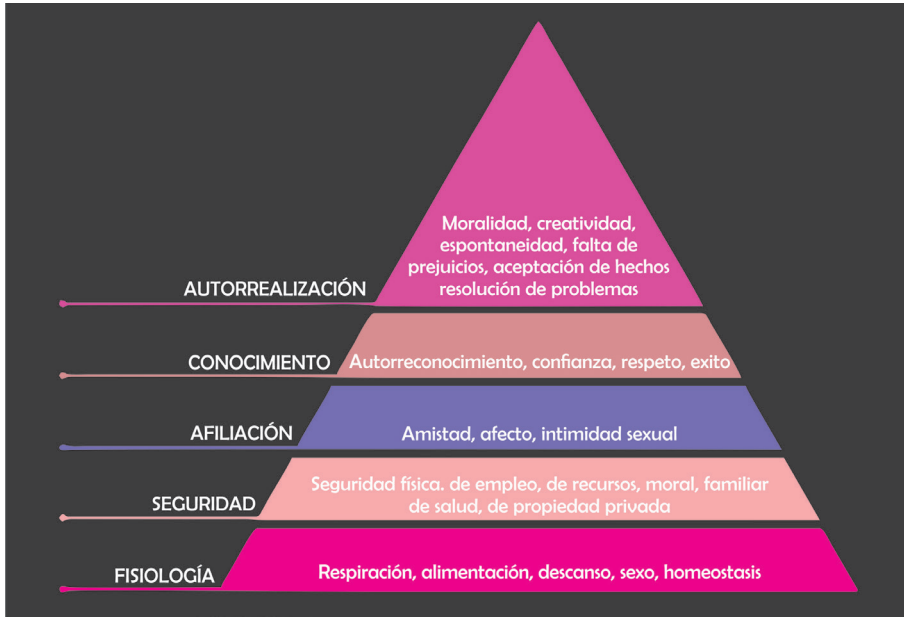 Moralidad, creatividad,
espontaneidad, falta de
prejuicios, aceptación de hechos
resolución de problemas
AUTORREALIZACIÓN
CONOCIMIENTO
Autorreconocimiento, confianza, respeto, exito
AFILIACIÓN
Amistad, afecto, intimidad sexual
SEGURIDAD
Seguridad física. de empleo, de recursos, moral, familiar
de salud, de propiedad privada
FISIOLOGÍA
Respiración, alimentación, descanso, sexo, homeostasis